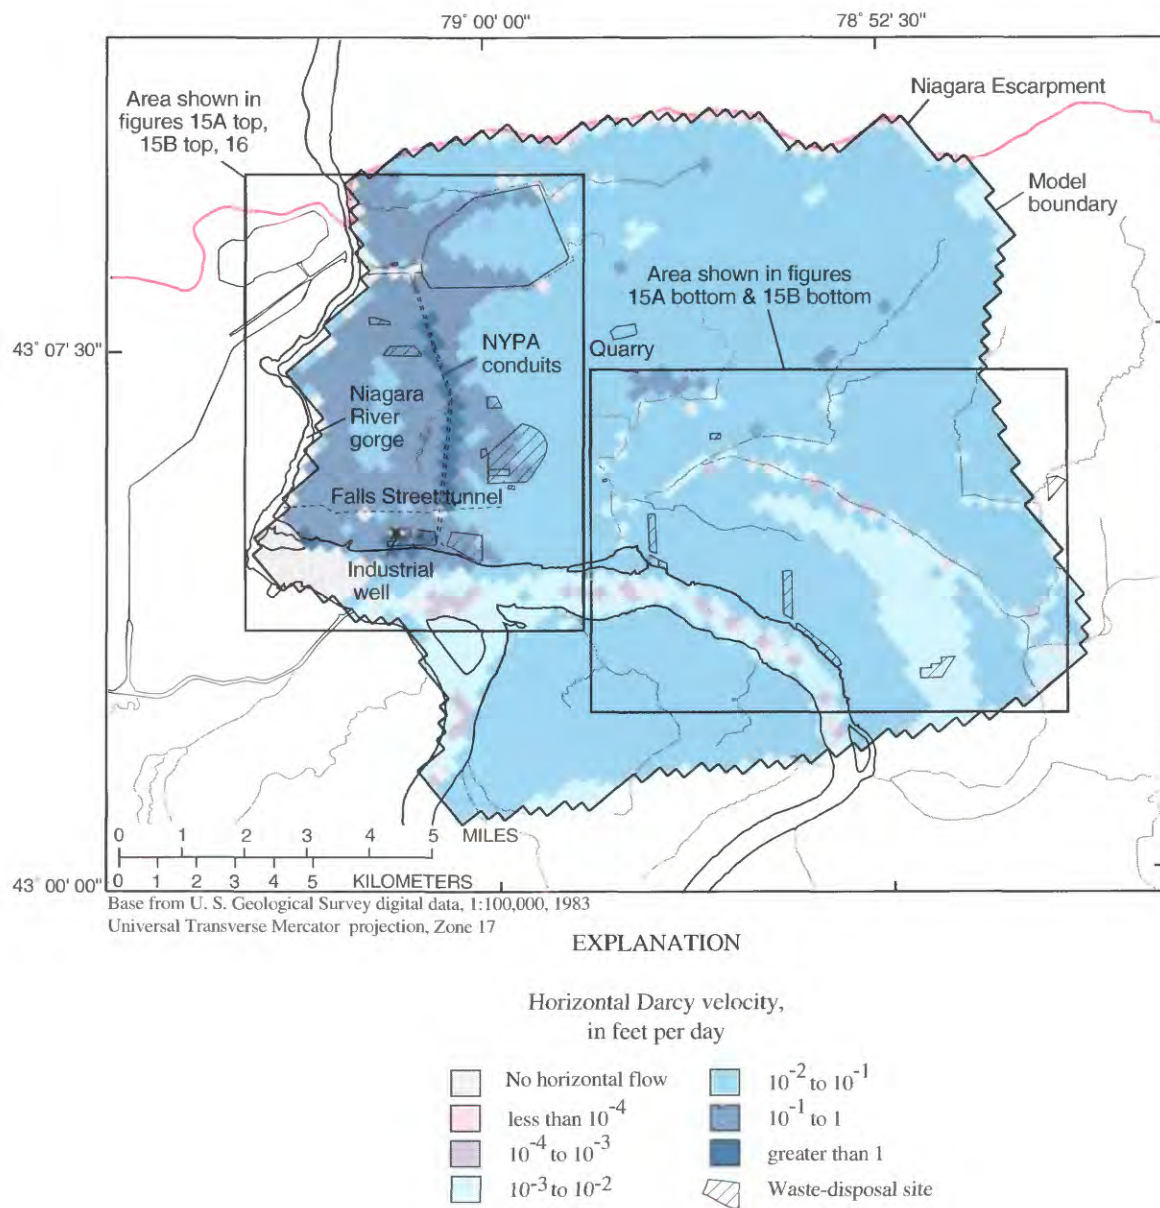 79° 00' 00"
78° 52' 30"
Area shown in
figures 15A top,
15B top, 16
Niagara Escarpment
Model
boundary
Area shown in figures
15A bottom & 15B bottom
43° 07' 30"
NYPA
conduits
Quarry
Niagara
River
gorge
Falls Street tunnel
Industrial
well
0 1 2 3 4 5 MILES
0 1 2 3 4 5 KILOMETERS
43° 00' 00"
Base from U. S. Geological Survey digital data, 1:100,000, 1983
Universal Transverse Mercator projection, Zone 17
EXPLANATION
Horizontal Darcy velocity,
in feet per day
No horizontal flow
less than 10⁻⁴
10⁻⁴ to 10⁻³
10⁻³ to 10⁻²
10⁻² to 10⁻¹
10⁻¹ to 1
greater than 1
Waste-disposal site